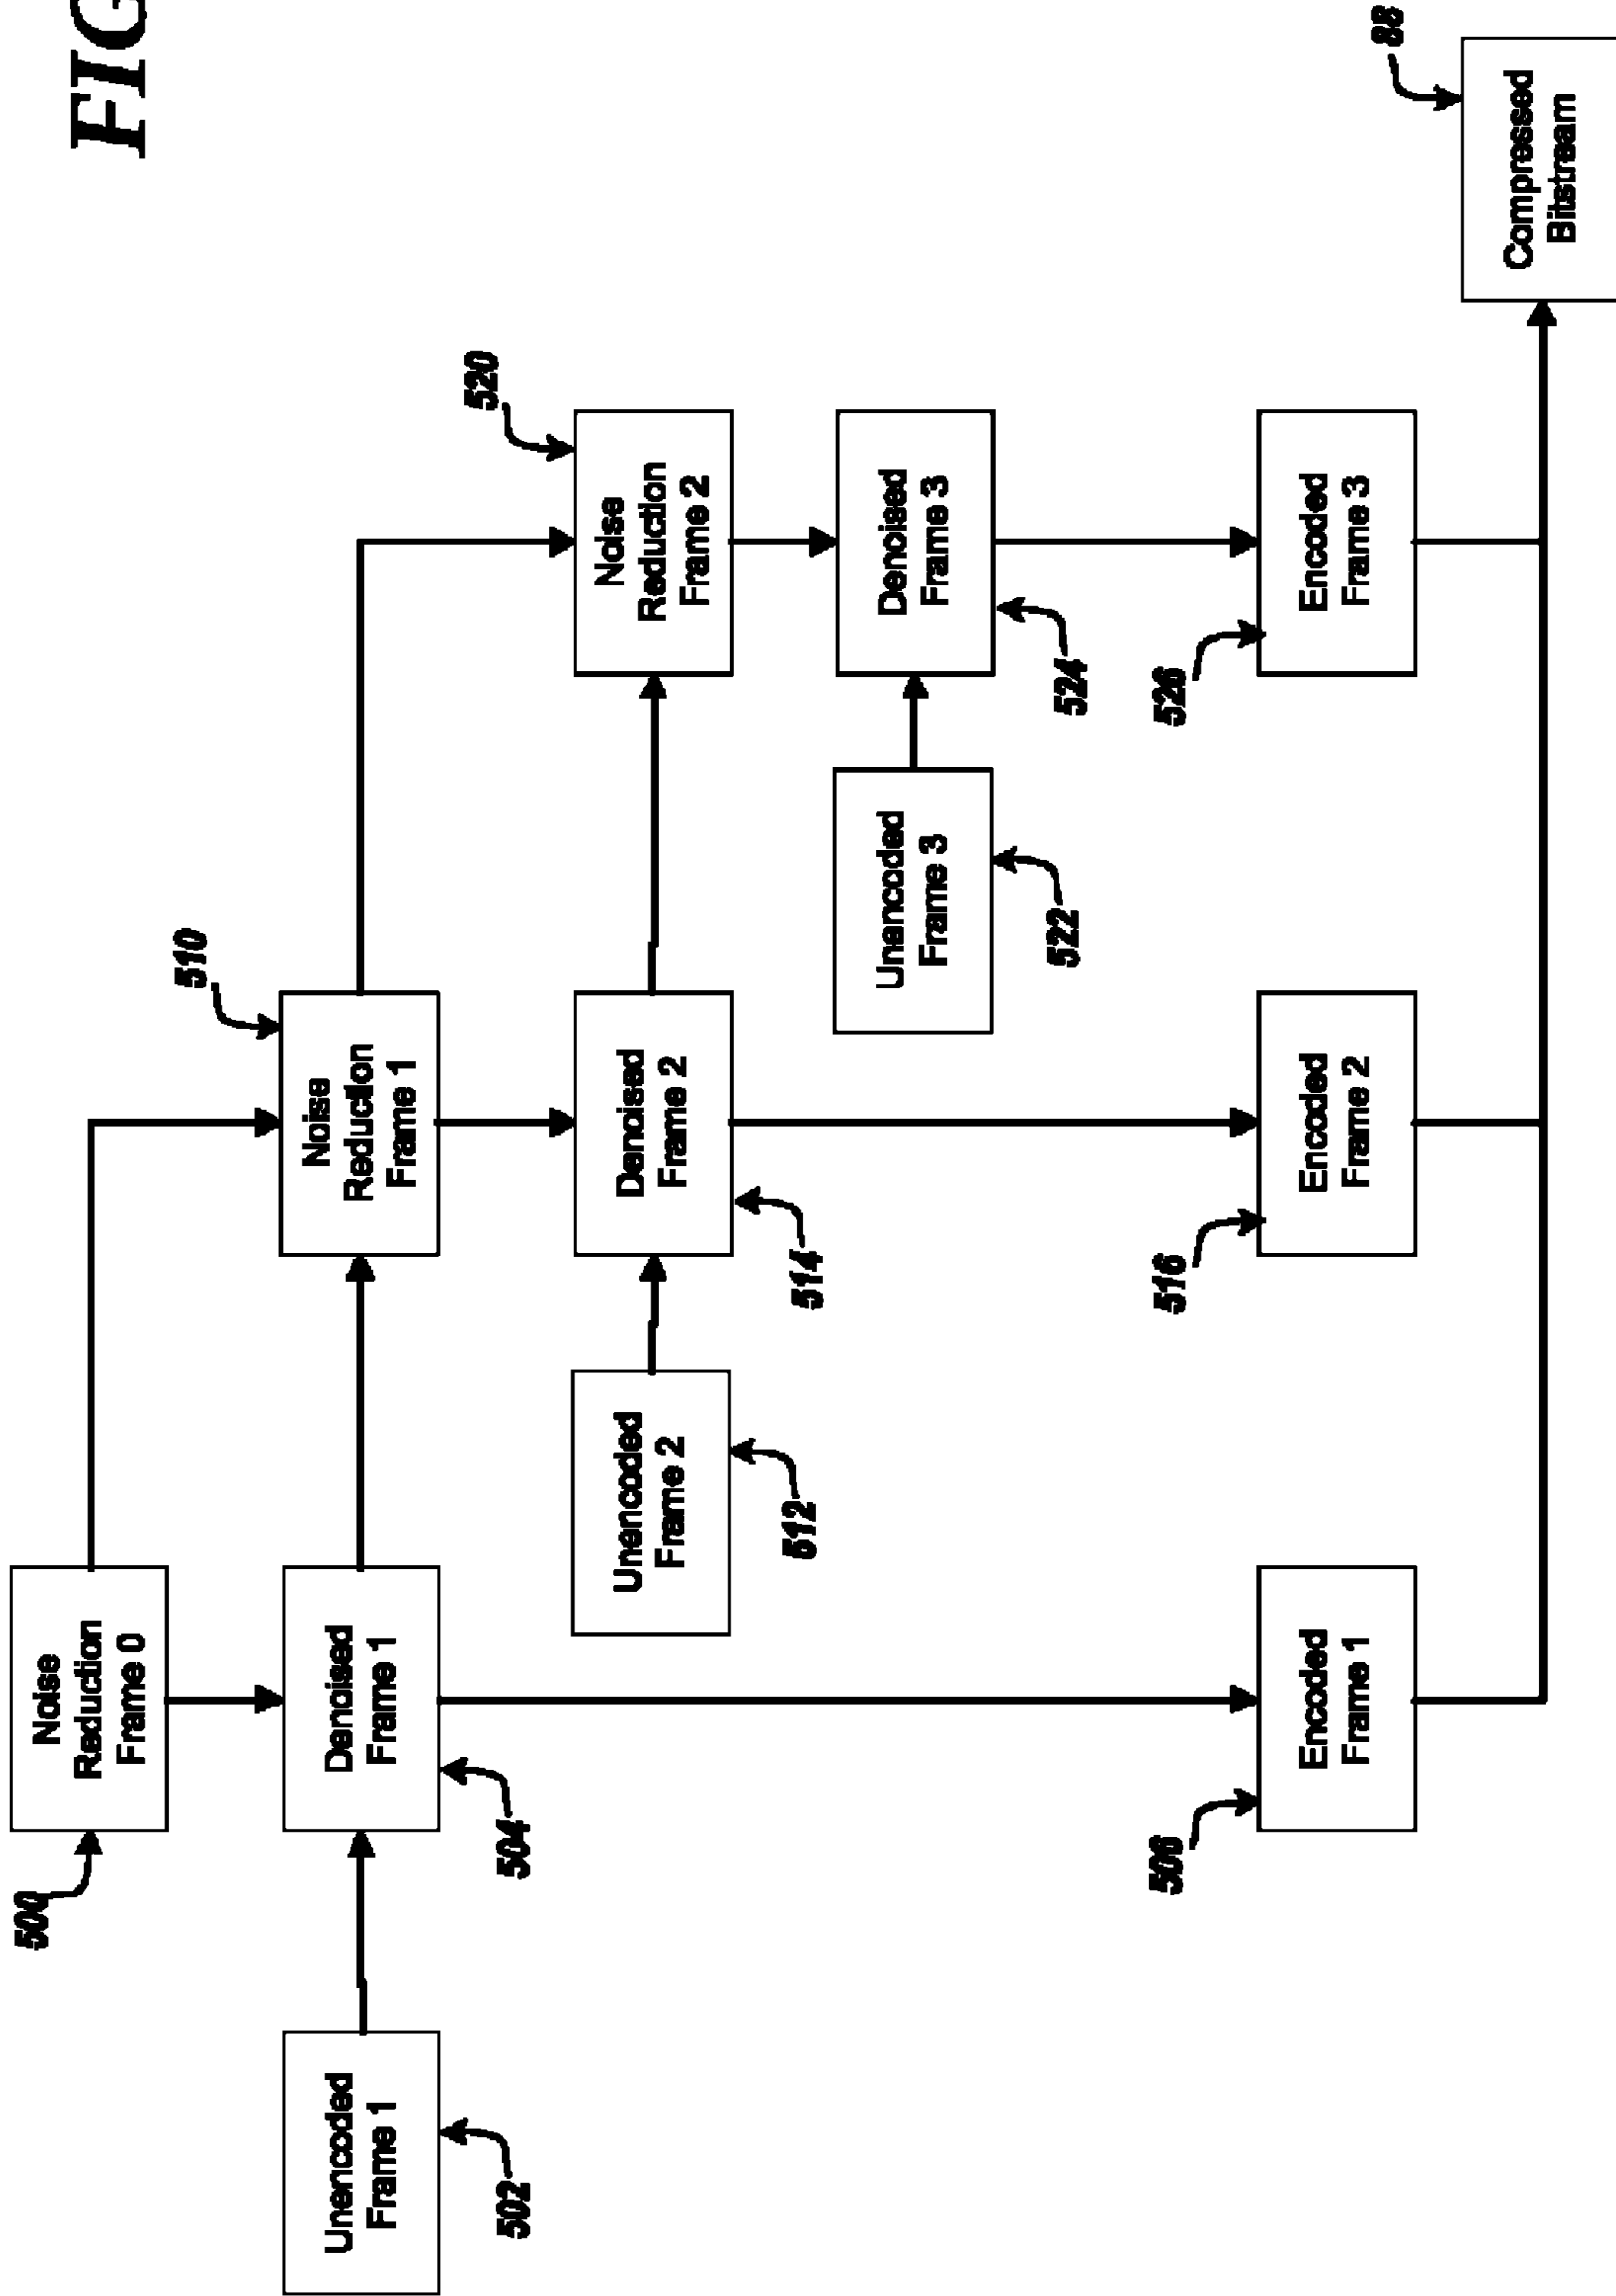 FIG
500
Noise
Reduction
Frame 0
502
Unencoded
Frame 1
504
Denoised
Frame 1
510
Noise
Reduction
Frame 1
512
Unencoded
Frame 2
514
Denoised
Frame 2
520
Noise
Reduction
Frame 2
522
Unencoded
Frame 3
524
Denoised
Frame 3
506
Encoded
Frame 1
516
Encoded
Frame 2
526
Encoded
Frame 3
88
Compressed
Bitstream